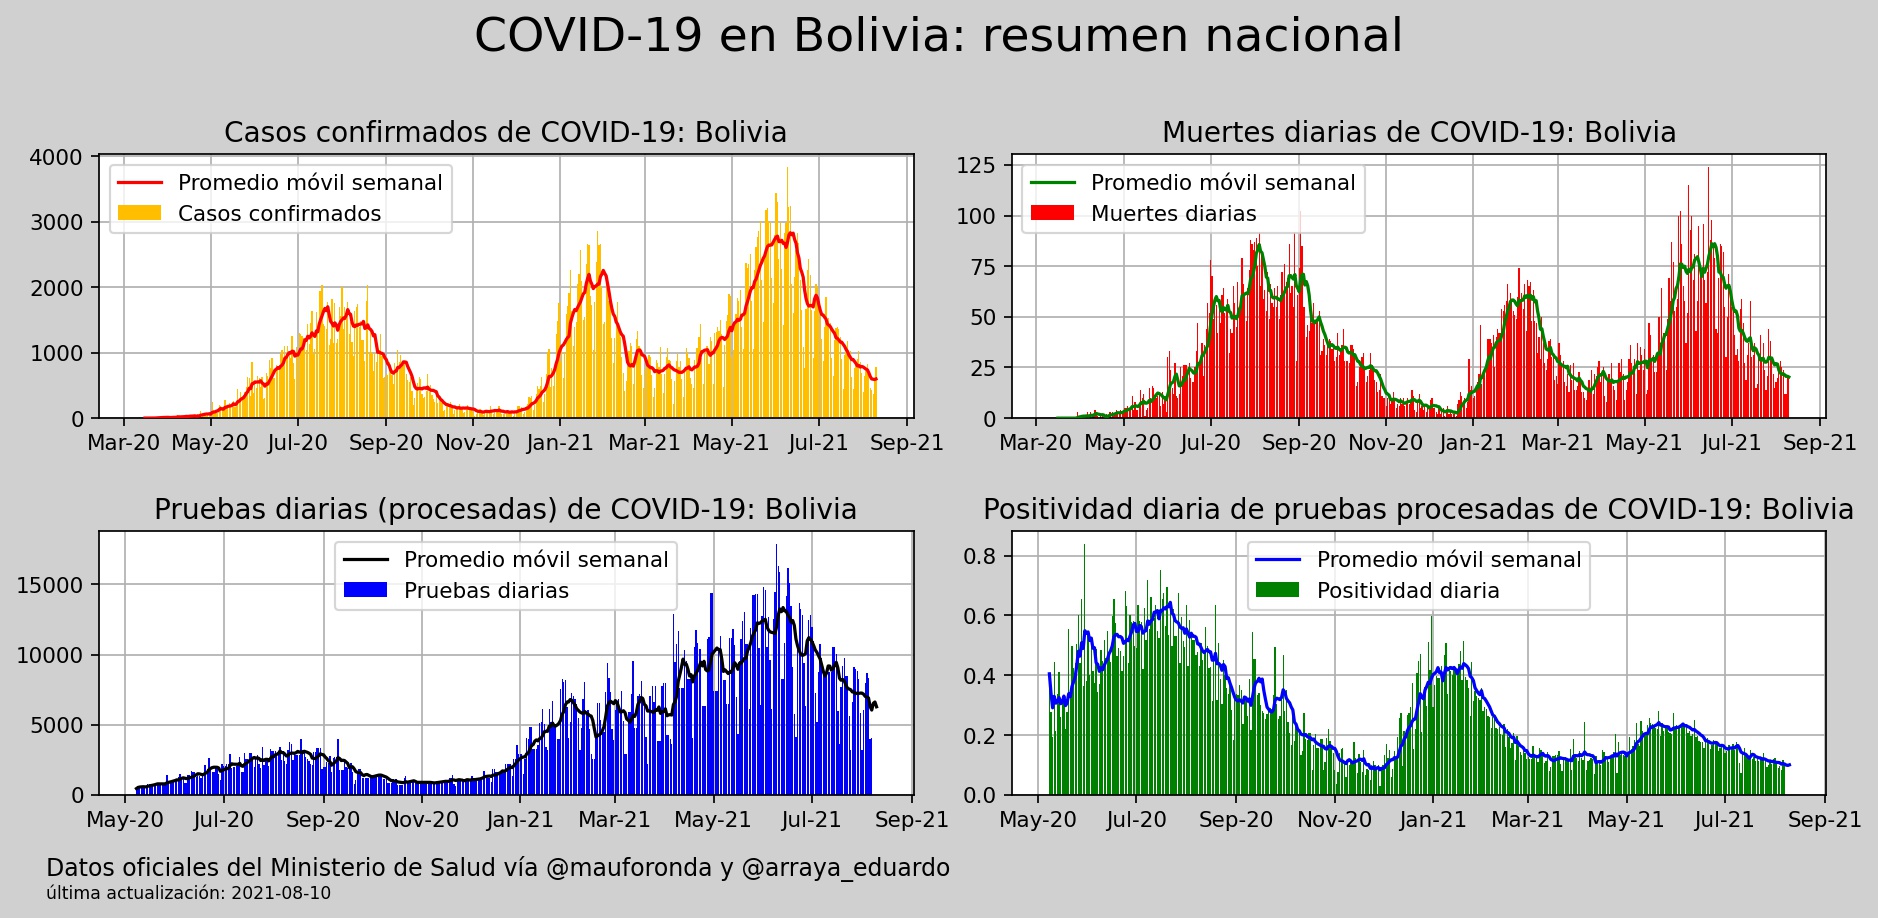 COVID-19 en Bolivia: resumen nacional
Casos confirmados de COVID-19: Bolivia
4000
3000
2000
1000
0
Promedio móvil semanal
Casos confirmados
Mar-20 May-20 Jul-20 Sep-20 Nov-20 Jan-21 Mar-21 May-21 Jul-21 Sep-21
Muertes diarias de COVID-19: Bolivia
125
100
75
50
25
0
Promedio móvil semanal
Muertes diarias
Mar-20 May-20 Jul-20 Sep-20 Nov-20 Jan-21 Mar-21 May-21 Jul-21 Sep-21
Pruebas diarias (procesadas) de COVID-19: Bolivia
15000
10000
5000
0
Promedio móvil semanal
Pruebas diarias
May-20 Jul-20 Sep-20 Nov-20 Jan-21 Mar-21 May-21 Jul-21 Sep-21
Positividad diaria de pruebas procesadas de COVID-19: Bolivia
0.8
0.6
0.4
0.2
0.0
Promedio móvil semanal
Positividad diaria
May-20 Jul-20 Sep-20 Nov-20 Jan-21 Mar-21 May-21 Jul-21 Sep-21
Datos oficiales del Ministerio de Salud vía @mauforonda y @arraya_eduardo
última actualización: 2021-08-10